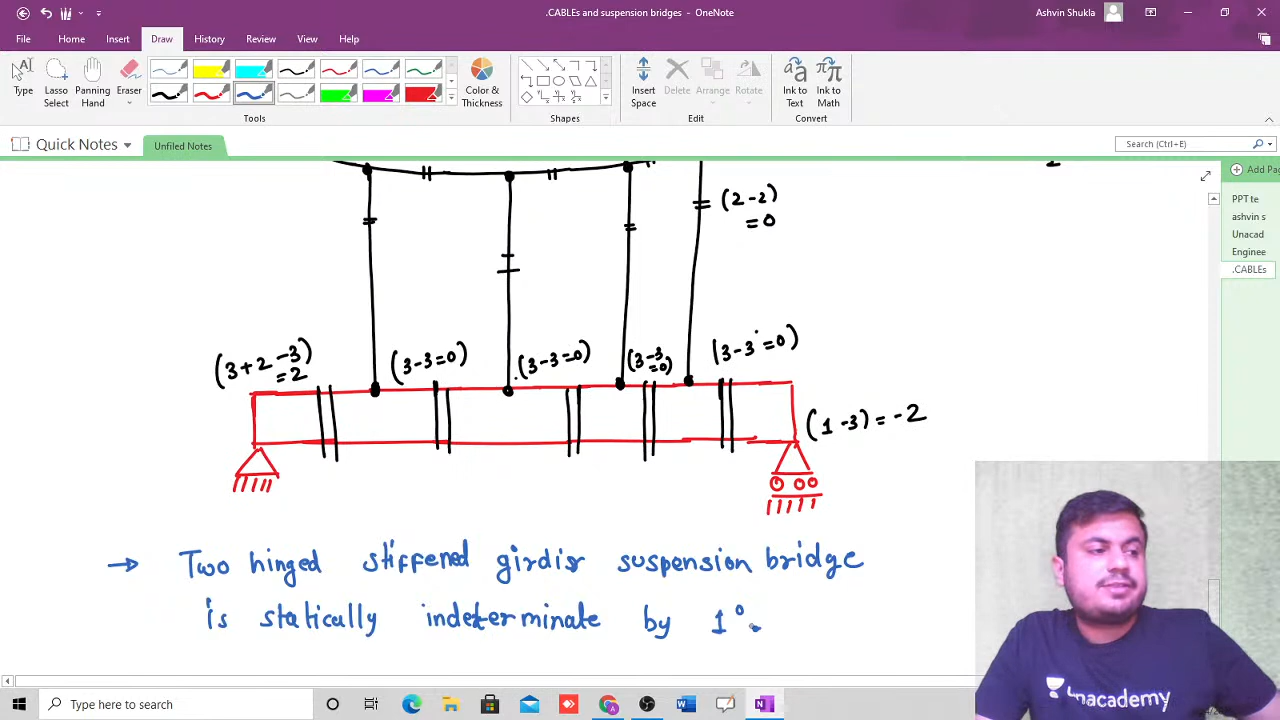 .CABLEs and suspension bridges - OneNote
Ashvin Shukla
File Home Insert Draw History Review View Help
Type
Lasso Select
Panning Hand
Eraser
Color & Thickness
Insert Space
Delete
Arrange
Rotate
Ink to Text
Ink to Math
Tools
Shapes
Edit
Convert
Quick Notes
Unfiled Notes
Search (Ctrl+E)
Add Pag
PPT te
ashvin s
Unacad
Enginee
.CABLEs
(2-2)
=0
(3+2-3)
=2
(3-3=0)
(3-3=0)
(3-3
=0)
(3-3=0)
(1-3)=-2
→ Two hinged stiffened girdir suspension bridge
is statically indeterminate by 1°.
unacademy
Type here to search